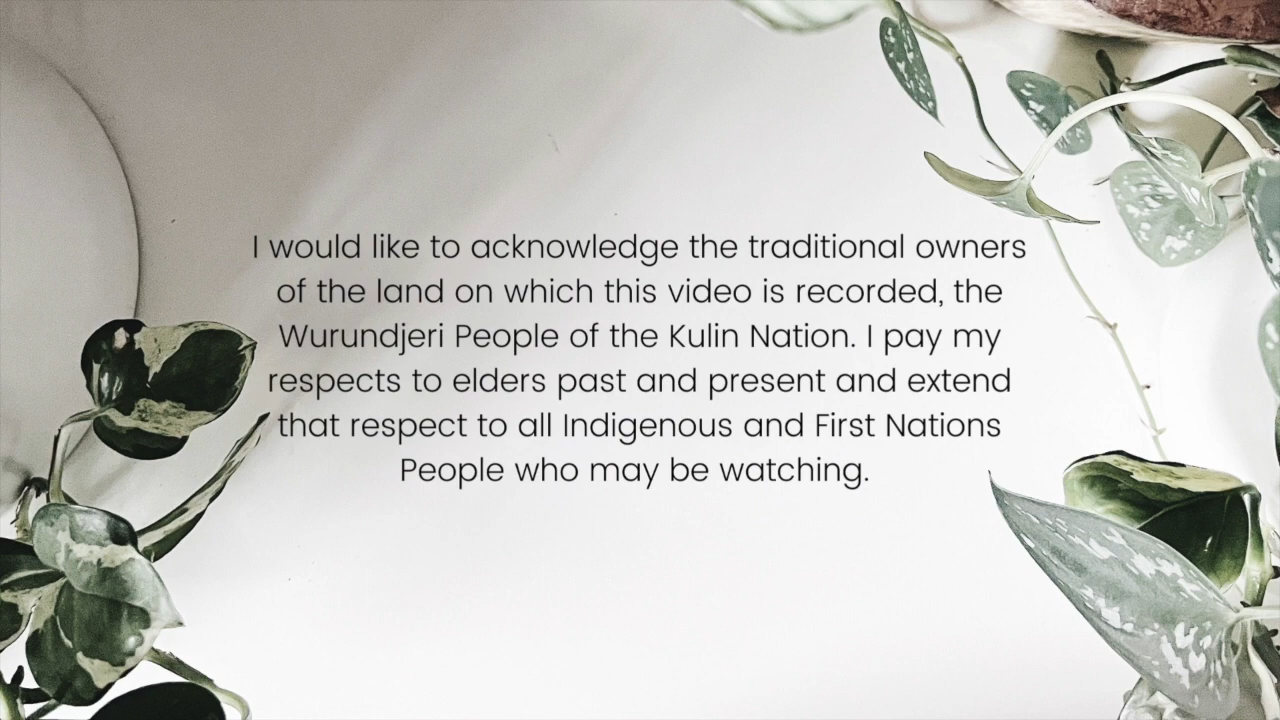 I would like to acknowledge the traditional owners
of the land on which this video is recorded, the
Wurundjeri People of the Kulin Nation. I pay my
respects to elders past and present and extend
that respect to all Indigenous and First Nations
People who may be watching.